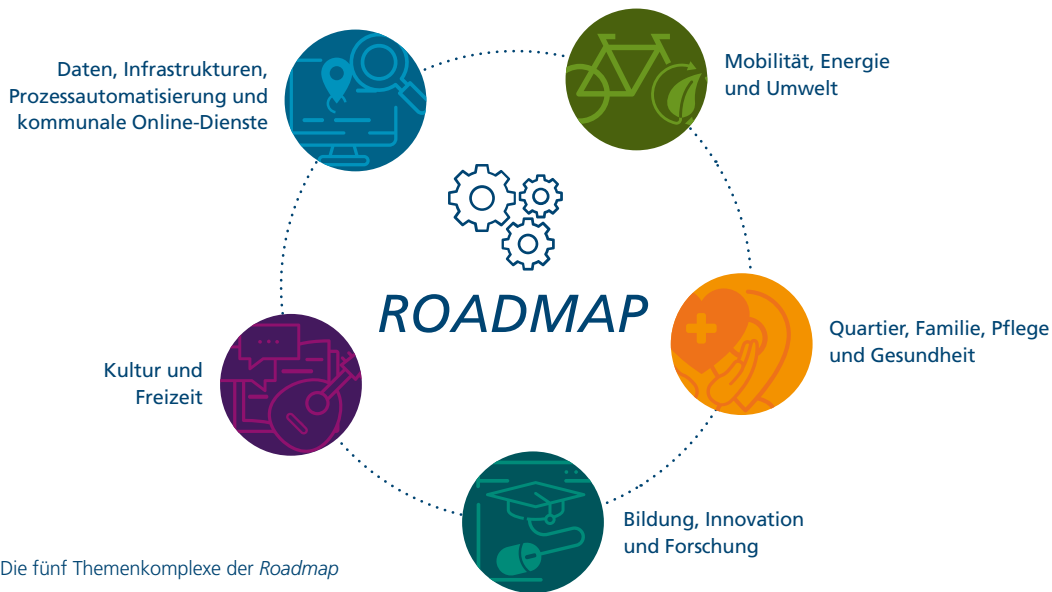 Daten, Infrastrukturen,
Prozessautomatisierung und
kommunale Online-Dienste
Mobilität, Energie
und Umwelt
ROADMAP
Quartier, Familie, Pflege
und Gesundheit
Kultur und
Freizeit
Bildung, Innovation
und Forschung
Die fünf Themenkomplexe der Roadmap